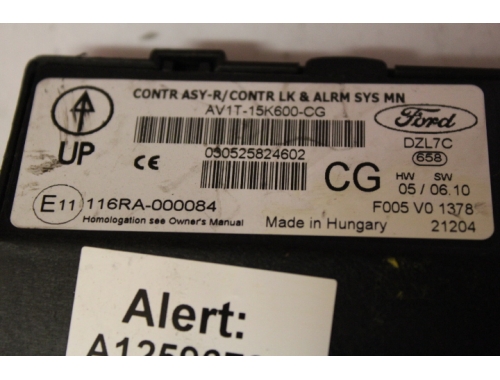 CONTR ASY-R/ CONTR LK & ALRM SYS MN
AV1T-15K600-CG
Ford
DZL7C
658
UP
CE
030525824602
CG
HW SW
05 / 06.10
E11 116RA-000084
F005 V0 1378
Homologation see Owner's Manual
Made in Hungary
21204
Alert: